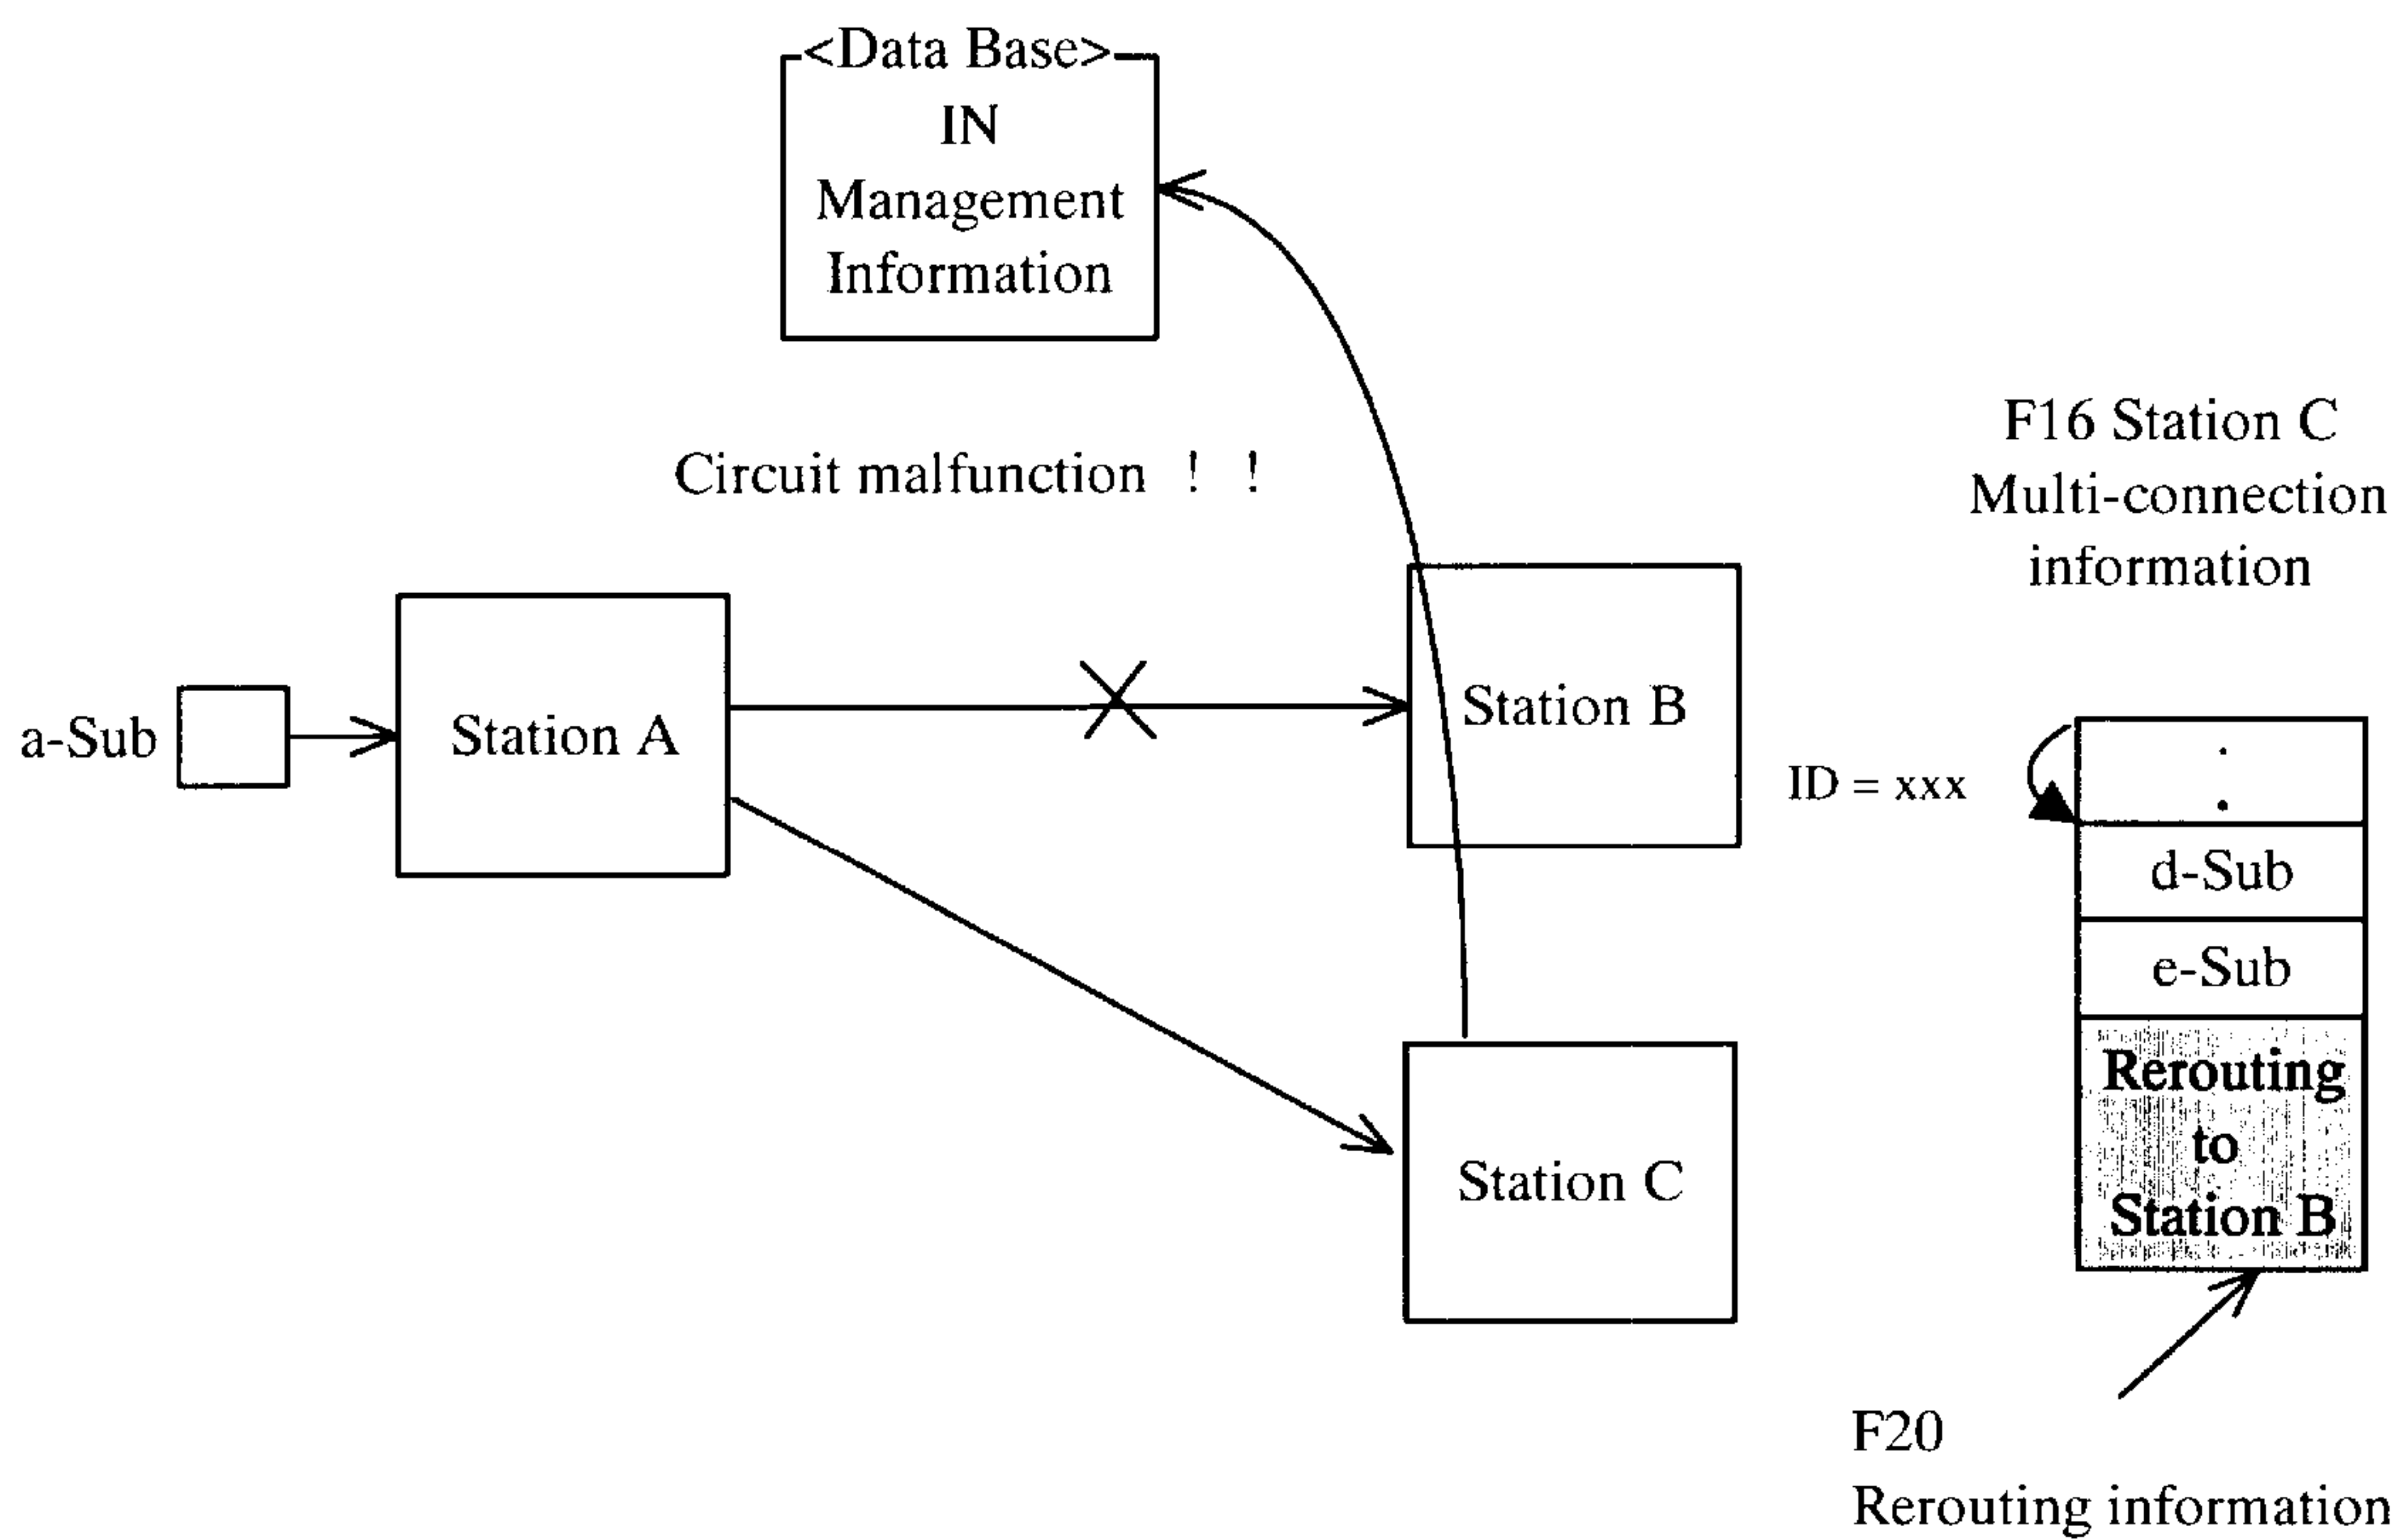 <Data Base>
IN
Management
Information
Circuit malfunction ! !
F16 Station C
Multi-connection
information
a-Sub
Station A
Station B
ID = xxx
d-Sub
e-Sub
Rerouting
to
Station B
Station C
F20
Rerouting information